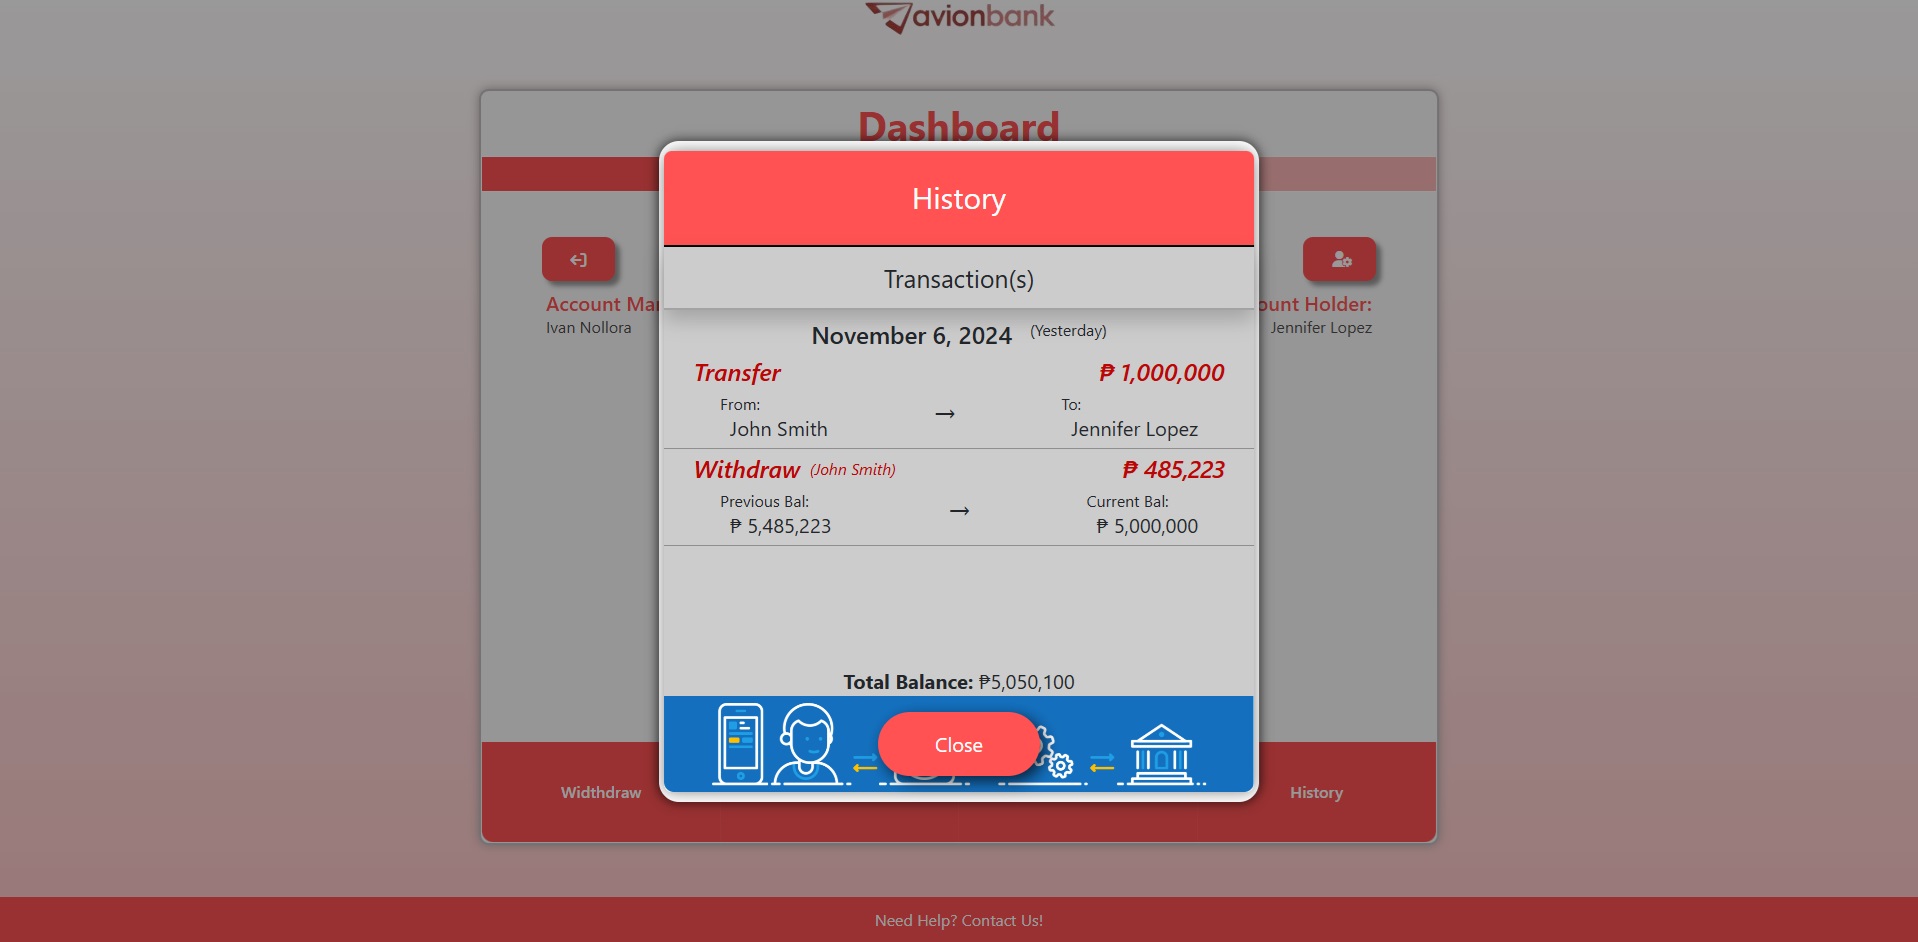 avionbank
Dashboard
History
Transaction(s)
November 6, 2024 (Yesterday)
Transfer ₱ 1,000,000
From: → To:
John Smith Jennifer Lopez
Withdraw (John Smith) ₱ 485,223
Previous Bal: → Current Bal:
₱ 5,485,223 ₱ 5,000,000
Total Balance: ₱5,050,100
Close
Account Ma
Ivan Nollora
ount Holder:
Jennifer Lopez
Widthdraw
History
Need Help? Contact Us!